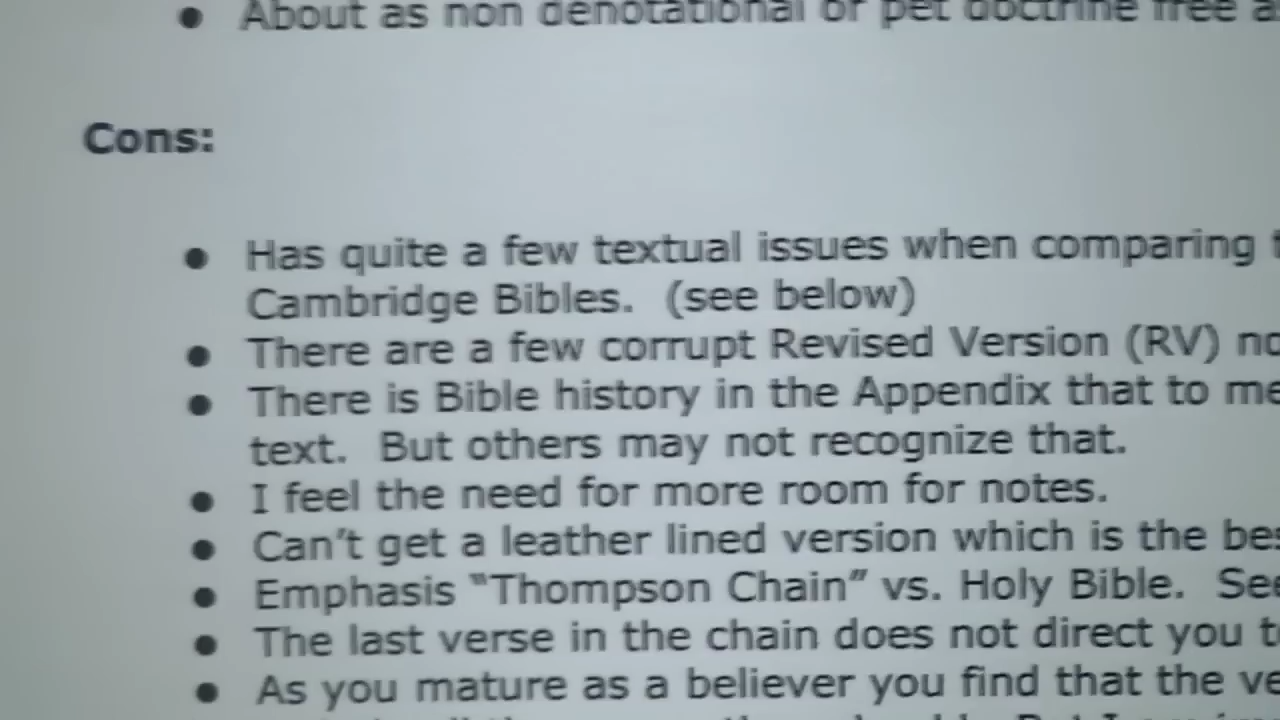 About as non denotational or pet doctrine free
Cons:
Has quite a few textual issues when comparing
Cambridge Bibles. (see below)
There are a few corrupt Revised Version (RV)
There is Bible history in the Appendix that to me
text. But others may not recognize that.
I feel the need for more room for notes.
Can't get a leather lined version which is the
Emphasis "Thompson Chain" vs. Holy Bible.
The last verse in the chain does not direct you
As you mature as a believer you find that the